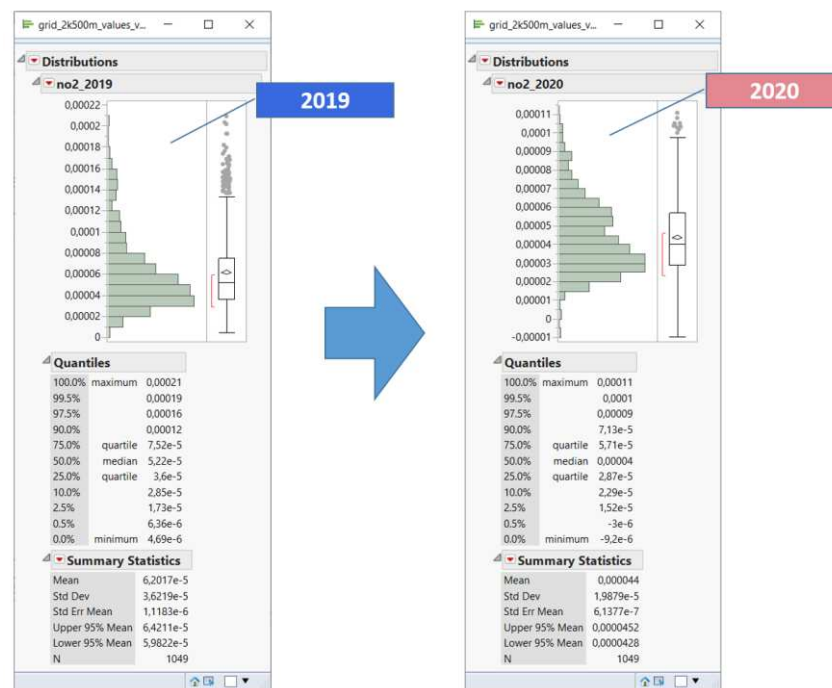 grid_2k500m_values_v...
Distributions
no2_2019
2019
0,00022
0,0002
0,00018
0,00016
0,00014
0,00012
0,0001
0,00008
0,00006
0,00004
0,00002
0
Quantiles
100.0% maximum 0,00021
99.5% 0,00019
97.5% 0,00016
90.0% 0,00012
75.0% quartile 7,52e-5
50.0% median 5,22e-5
25.0% quartile 3,6e-5
10.0% 2,85e-5
2.5% 1,73e-5
0.5% 6,36e-6
0.0% minimum 4,69e-6
Summary Statistics
Mean 6,2017e-5
Std Dev 3,6219e-5
Std Err Mean 1,1183e-6
Upper 95% Mean 6,4211e-5
Lower 95% Mean 5,9822e-5
N 1049
grid_2k500m_values_v...
Distributions
no2_2020
2020
0,00011
0,0001
0,00009
0,00008
0,00007
0,00006
0,00005
0,00004
0,00003
0,00002
0,00001
0
-0,00001
Quantiles
100.0% maximum 0,00011
99.5% 0,0001
97.5% 0,00009
90.0% 7,13e-5
75.0% quartile 5,71e-5
50.0% median 0,00004
25.0% quartile 2,87e-5
10.0% 2,29e-5
2.5% 1,52e-5
0.5% -3e-6
0.0% minimum -9,2e-6
Summary Statistics
Mean 0,000044
Std Dev 1,9879e-5
Std Err Mean 6,1377e-7
Upper 95% Mean 0,0000452
Lower 95% Mean 0,0000428
N 1049